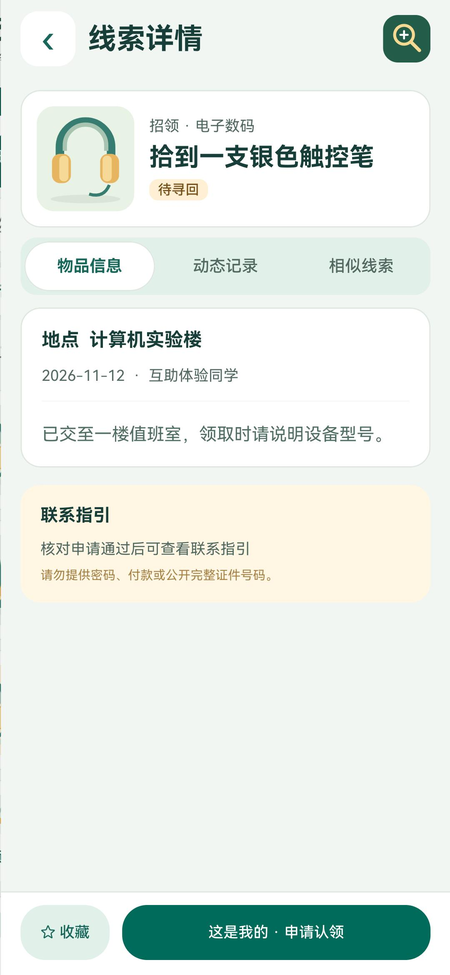 线索详情
招领 · 电子数码
拾到一支银色触控笔
待寻回
物品信息
动态记录
相似线索
地点 计算机实验楼
2026-11-12 · 互助体验同学
已交至一楼值班室，领取时请说明设备型号。
联系指引
核对申请通过后可查看联系指引
请勿提供密码、付款或公开完整证件号码。
收藏
这是我的 · 申请认领